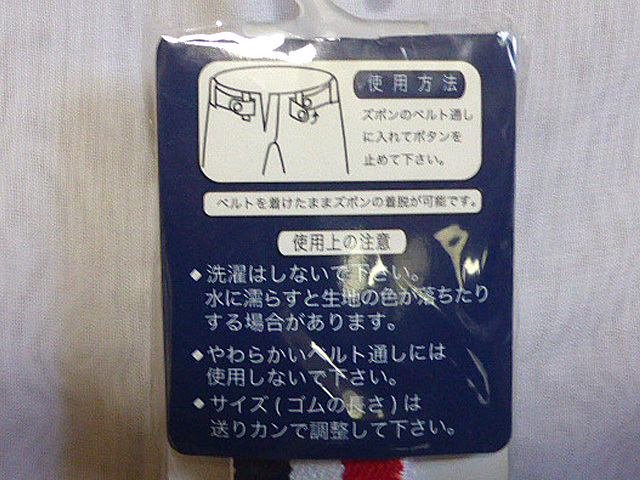 使用方法
ズボンのベルト通し
に入れてボタンを
止めて下さい。
ベルトを着けたままズボンの着脱が可能です。
使用上の注意
◆洗濯はしないで下さい。
水に濡らすと生地の色が落ちたり
する場合があります。
◆やわらかいベルト通しには
使用しないで下さい。
◆サイズ(ゴムの長さ)は
送りカンで調整して下さい。